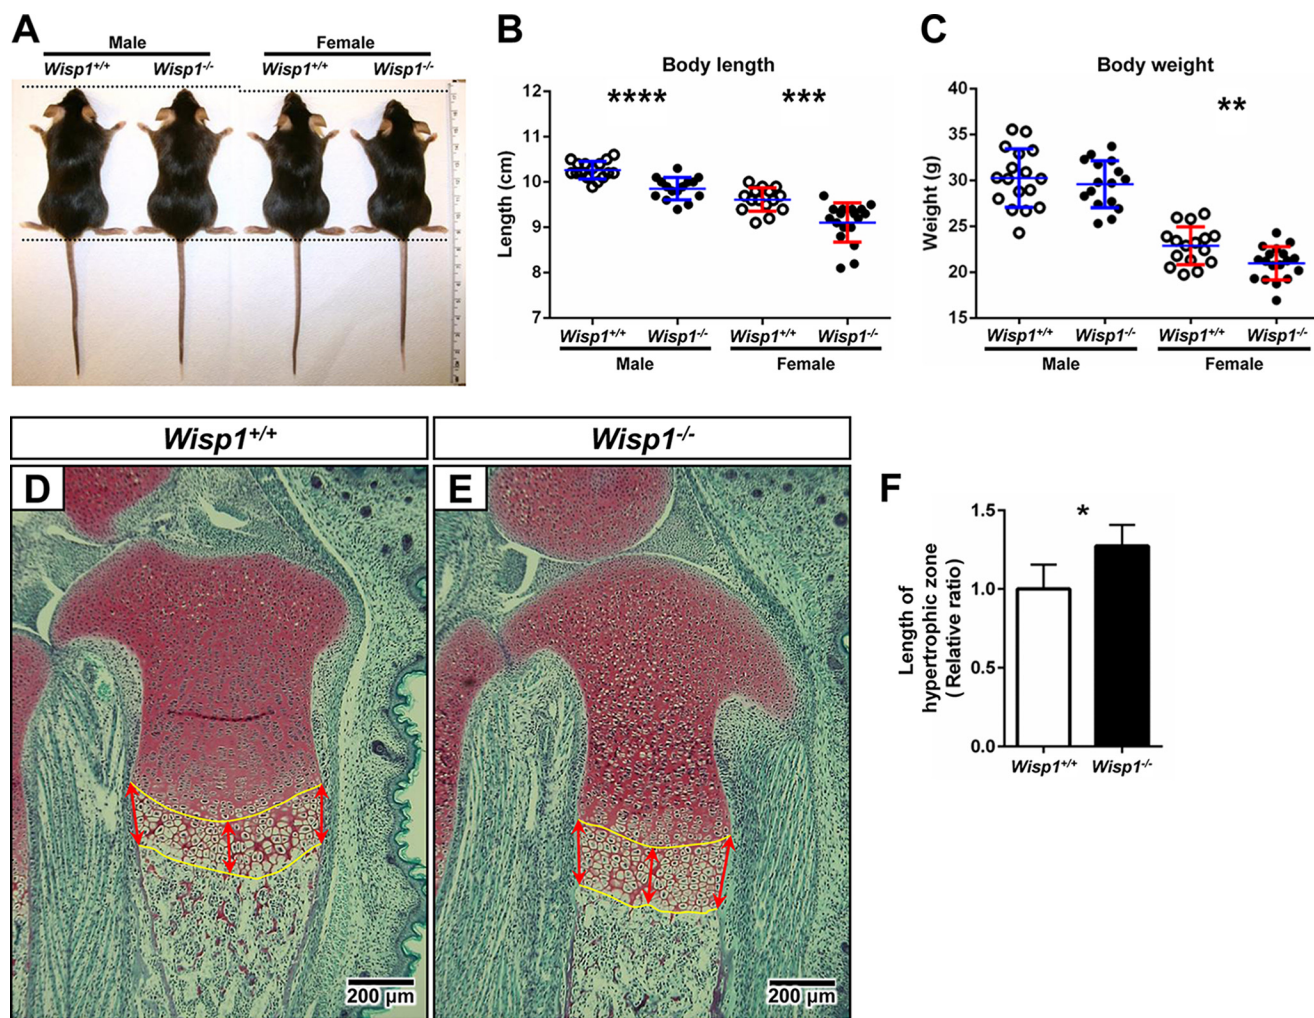 A
Male
Female
Wisp1+/+
Wisp1-/-
Wisp1+/+
Wisp1-/-
B
Body length
****
***
Length (cm)
12
11
10
9
8
7
Wisp1+/+
Wisp1-/-
Wisp1+/+
Wisp1-/-
Male
Female
C
Body weight
**
Weight (g)
40
35
30
25
20
15
Wisp1+/+
Wisp1-/-
Wisp1+/+
Wisp1-/-
Male
Female
Wisp1+/+
Wisp1-/-
D
200 µm
E
200 µm
F
Length of
hypertrophic zone
( Relative ratio)
1.5
1.0
0.5
0.0
*
Wisp1+/+
Wisp1-/-